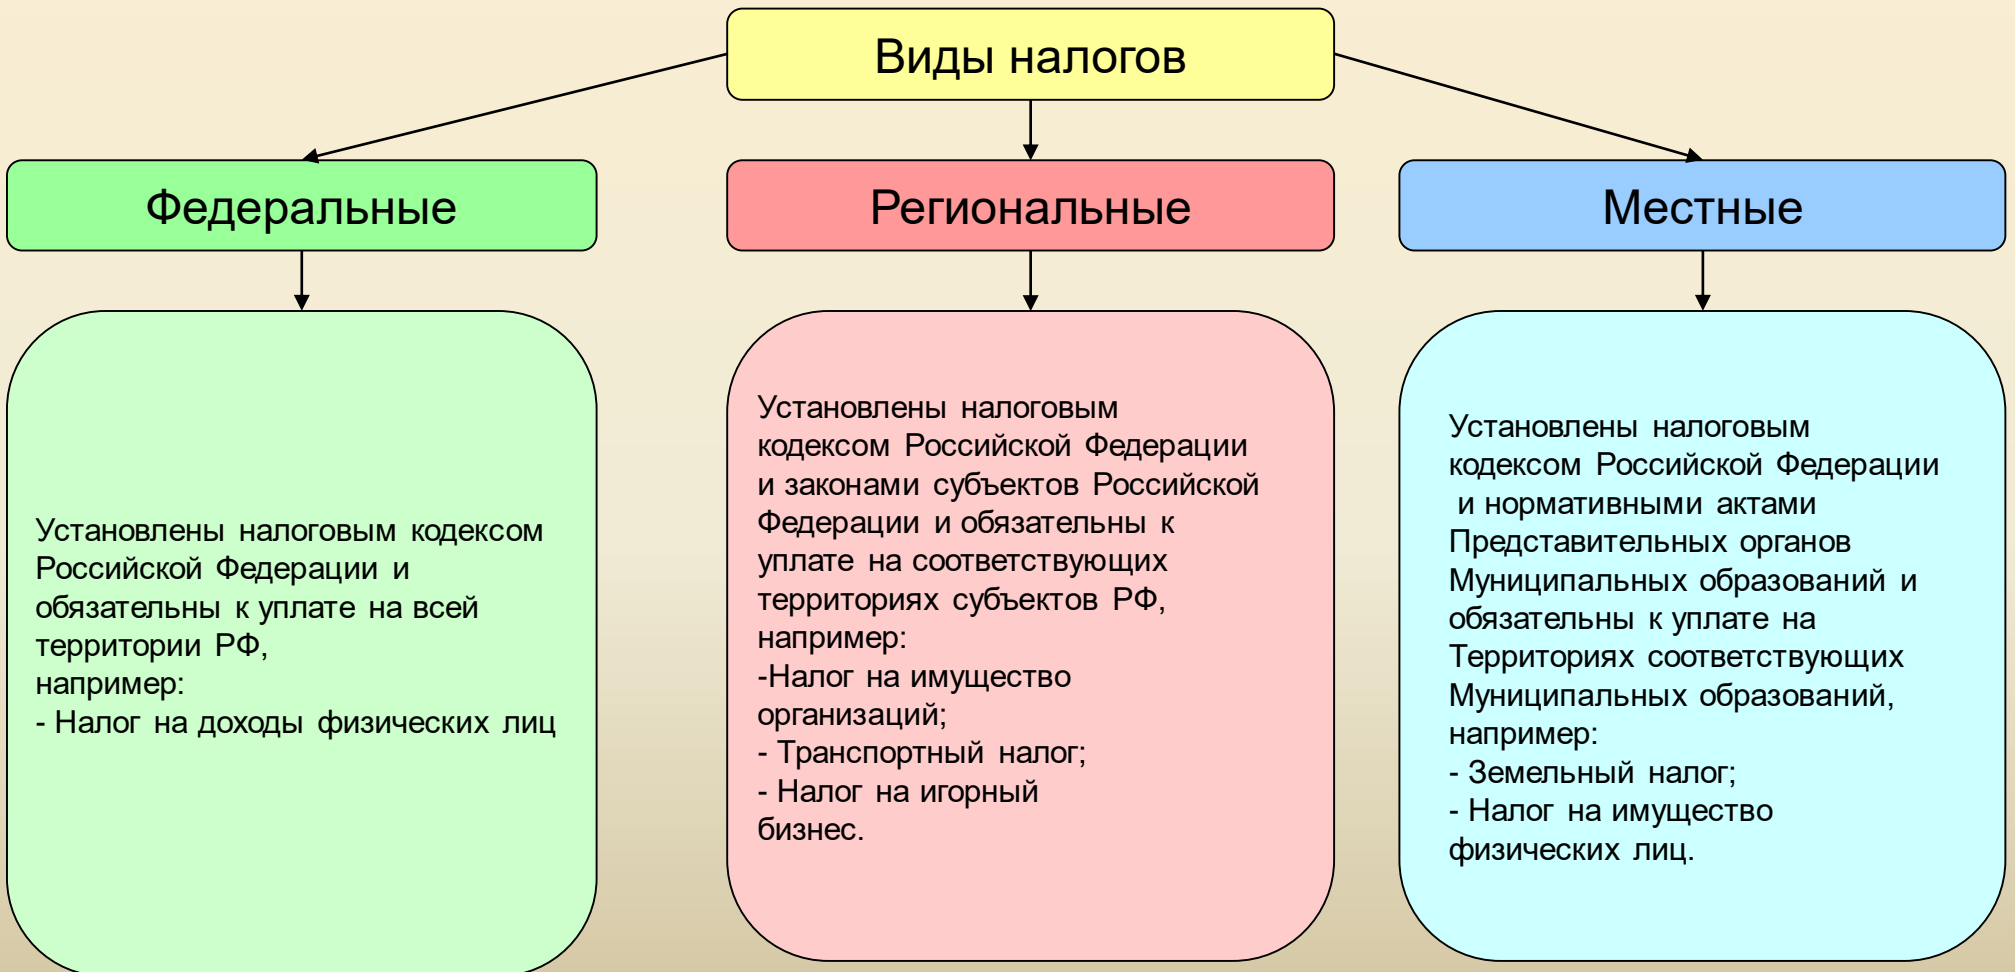 Виды налогов
Федеральные
Региональные
Местные
Установлены налоговым кодексом
Российской Федерации и
обязательны к уплате на всей
территории РФ,
например:
- Налог на доходы физических лиц
Установлены налоговым
кодексом Российской Федерации
и законами субъектов Российской
Федерации и обязательны к
уплате на соответствующих
территориях субъектов РФ,
например:
-Налог на имущество
организаций;
- Транспортный налог;
- Налог на игорный
бизнес.
Установлены налоговым
кодексом Российской Федерации
и нормативными актами
Представительных органов
Муниципальных образований и
обязательны к уплате на
Территориях соответствующих
Муниципальных образований,
например:
- Земельный налог;
- Налог на имущество
физических лиц.